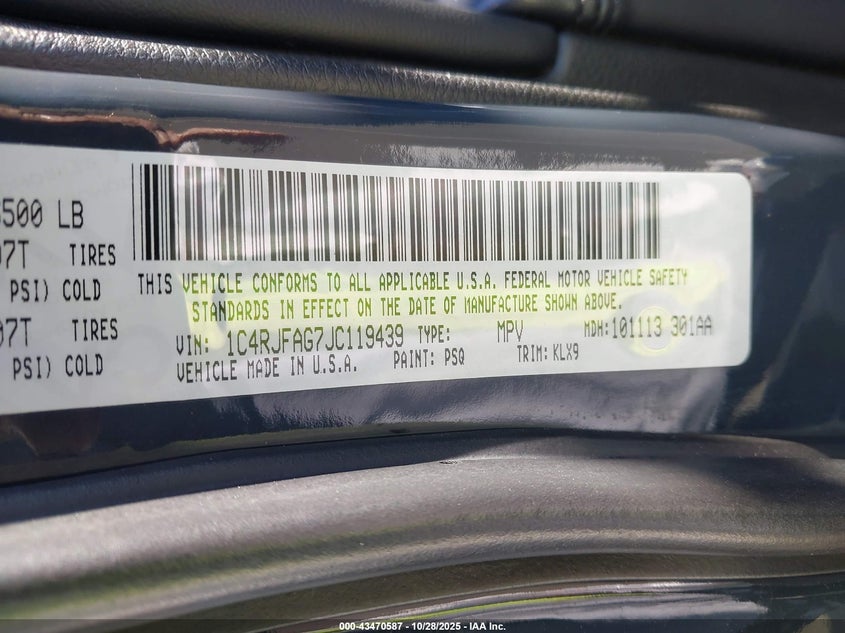 500 LB
07T TIRES
PSI) COLD
07T TIRES
PSI) COLD
THIS VEHICLE CONFORMS TO ALL APPLICABLE U.S.A. FEDERAL MOTOR VEHICLE SAFETY
STANDARDS IN EFFECT ON THE DATE OF MANUFACTURE SHOWN ABOVE.
VIN: 1C4RJFAG7JC119439 TYPE: MPV MDH: 101113 301AA
VEHICLE MADE IN U.S.A. PAINT: PSQ TRIM: KLX9
000-43470587 - 10/28/2025 - IAA Inc.